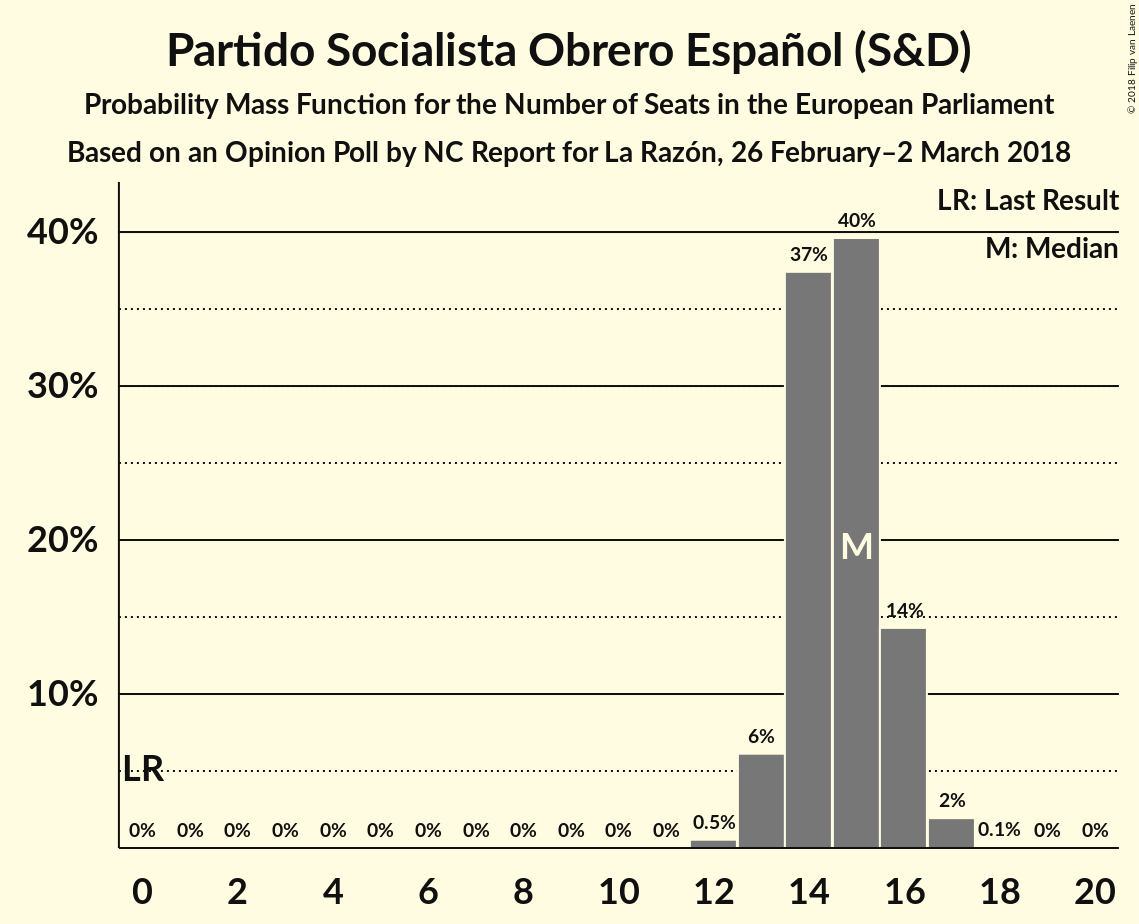 Partido Socialista Obrero Español (S&D)
Probability Mass Function for the Number of Seats in the European Parliament
Based on an Opinion Poll by NC Report for La Razón, 26 February–2 March 2018
© 2018 Filip van Laenen
LR: Last Result
M: Median
40%
30%
20%
10%
LR
M
0% 0% 0% 0% 0% 0% 0% 0% 0% 0% 0% 0% 0.5% 6% 37% 40% 14% 2% 0.1% 0% 0%
0 2 4 6 8 10 12 14 16 18 20